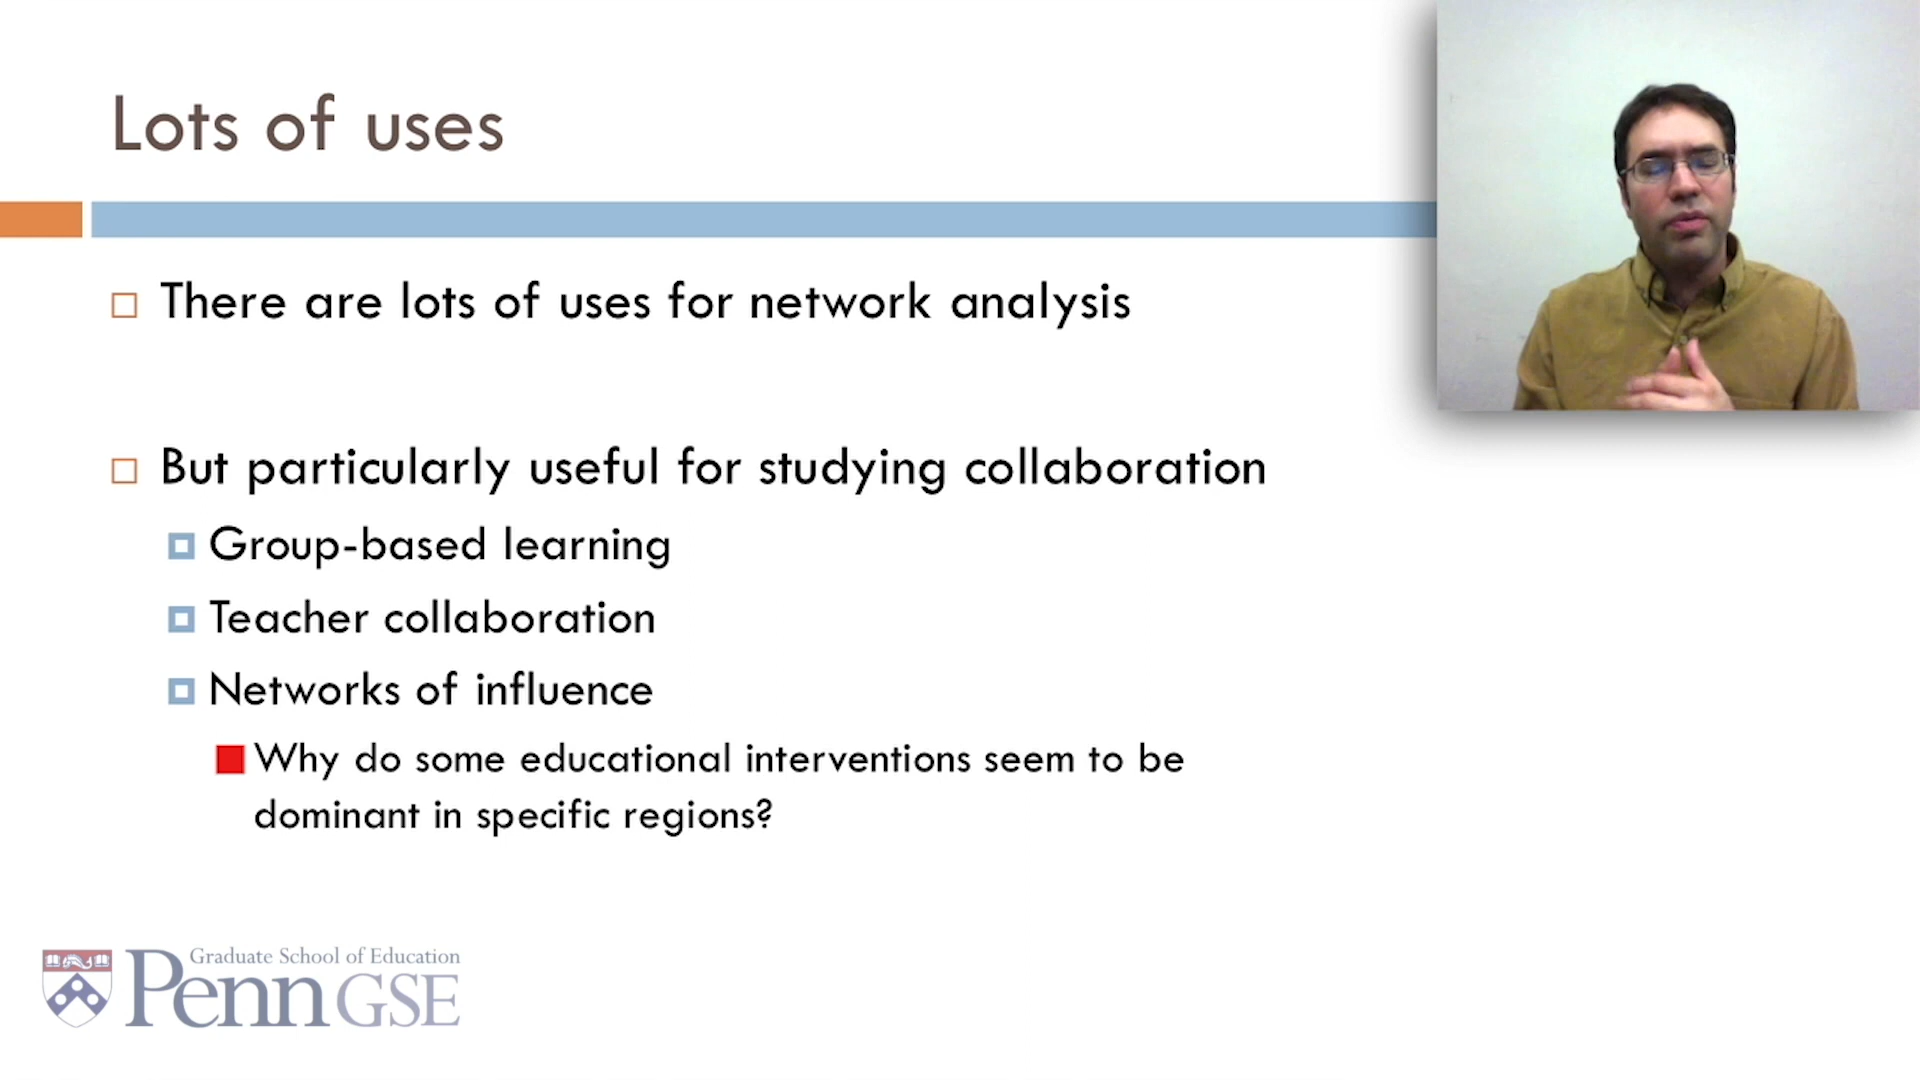 Lots of uses
There are lots of uses for network analysis
But particularly useful for studying collaboration
Group-based learning
Teacher collaboration
Networks of influence
Why do some educational interventions seem to be
dominant in specific regions?
Graduate School of Education
Penn GSE